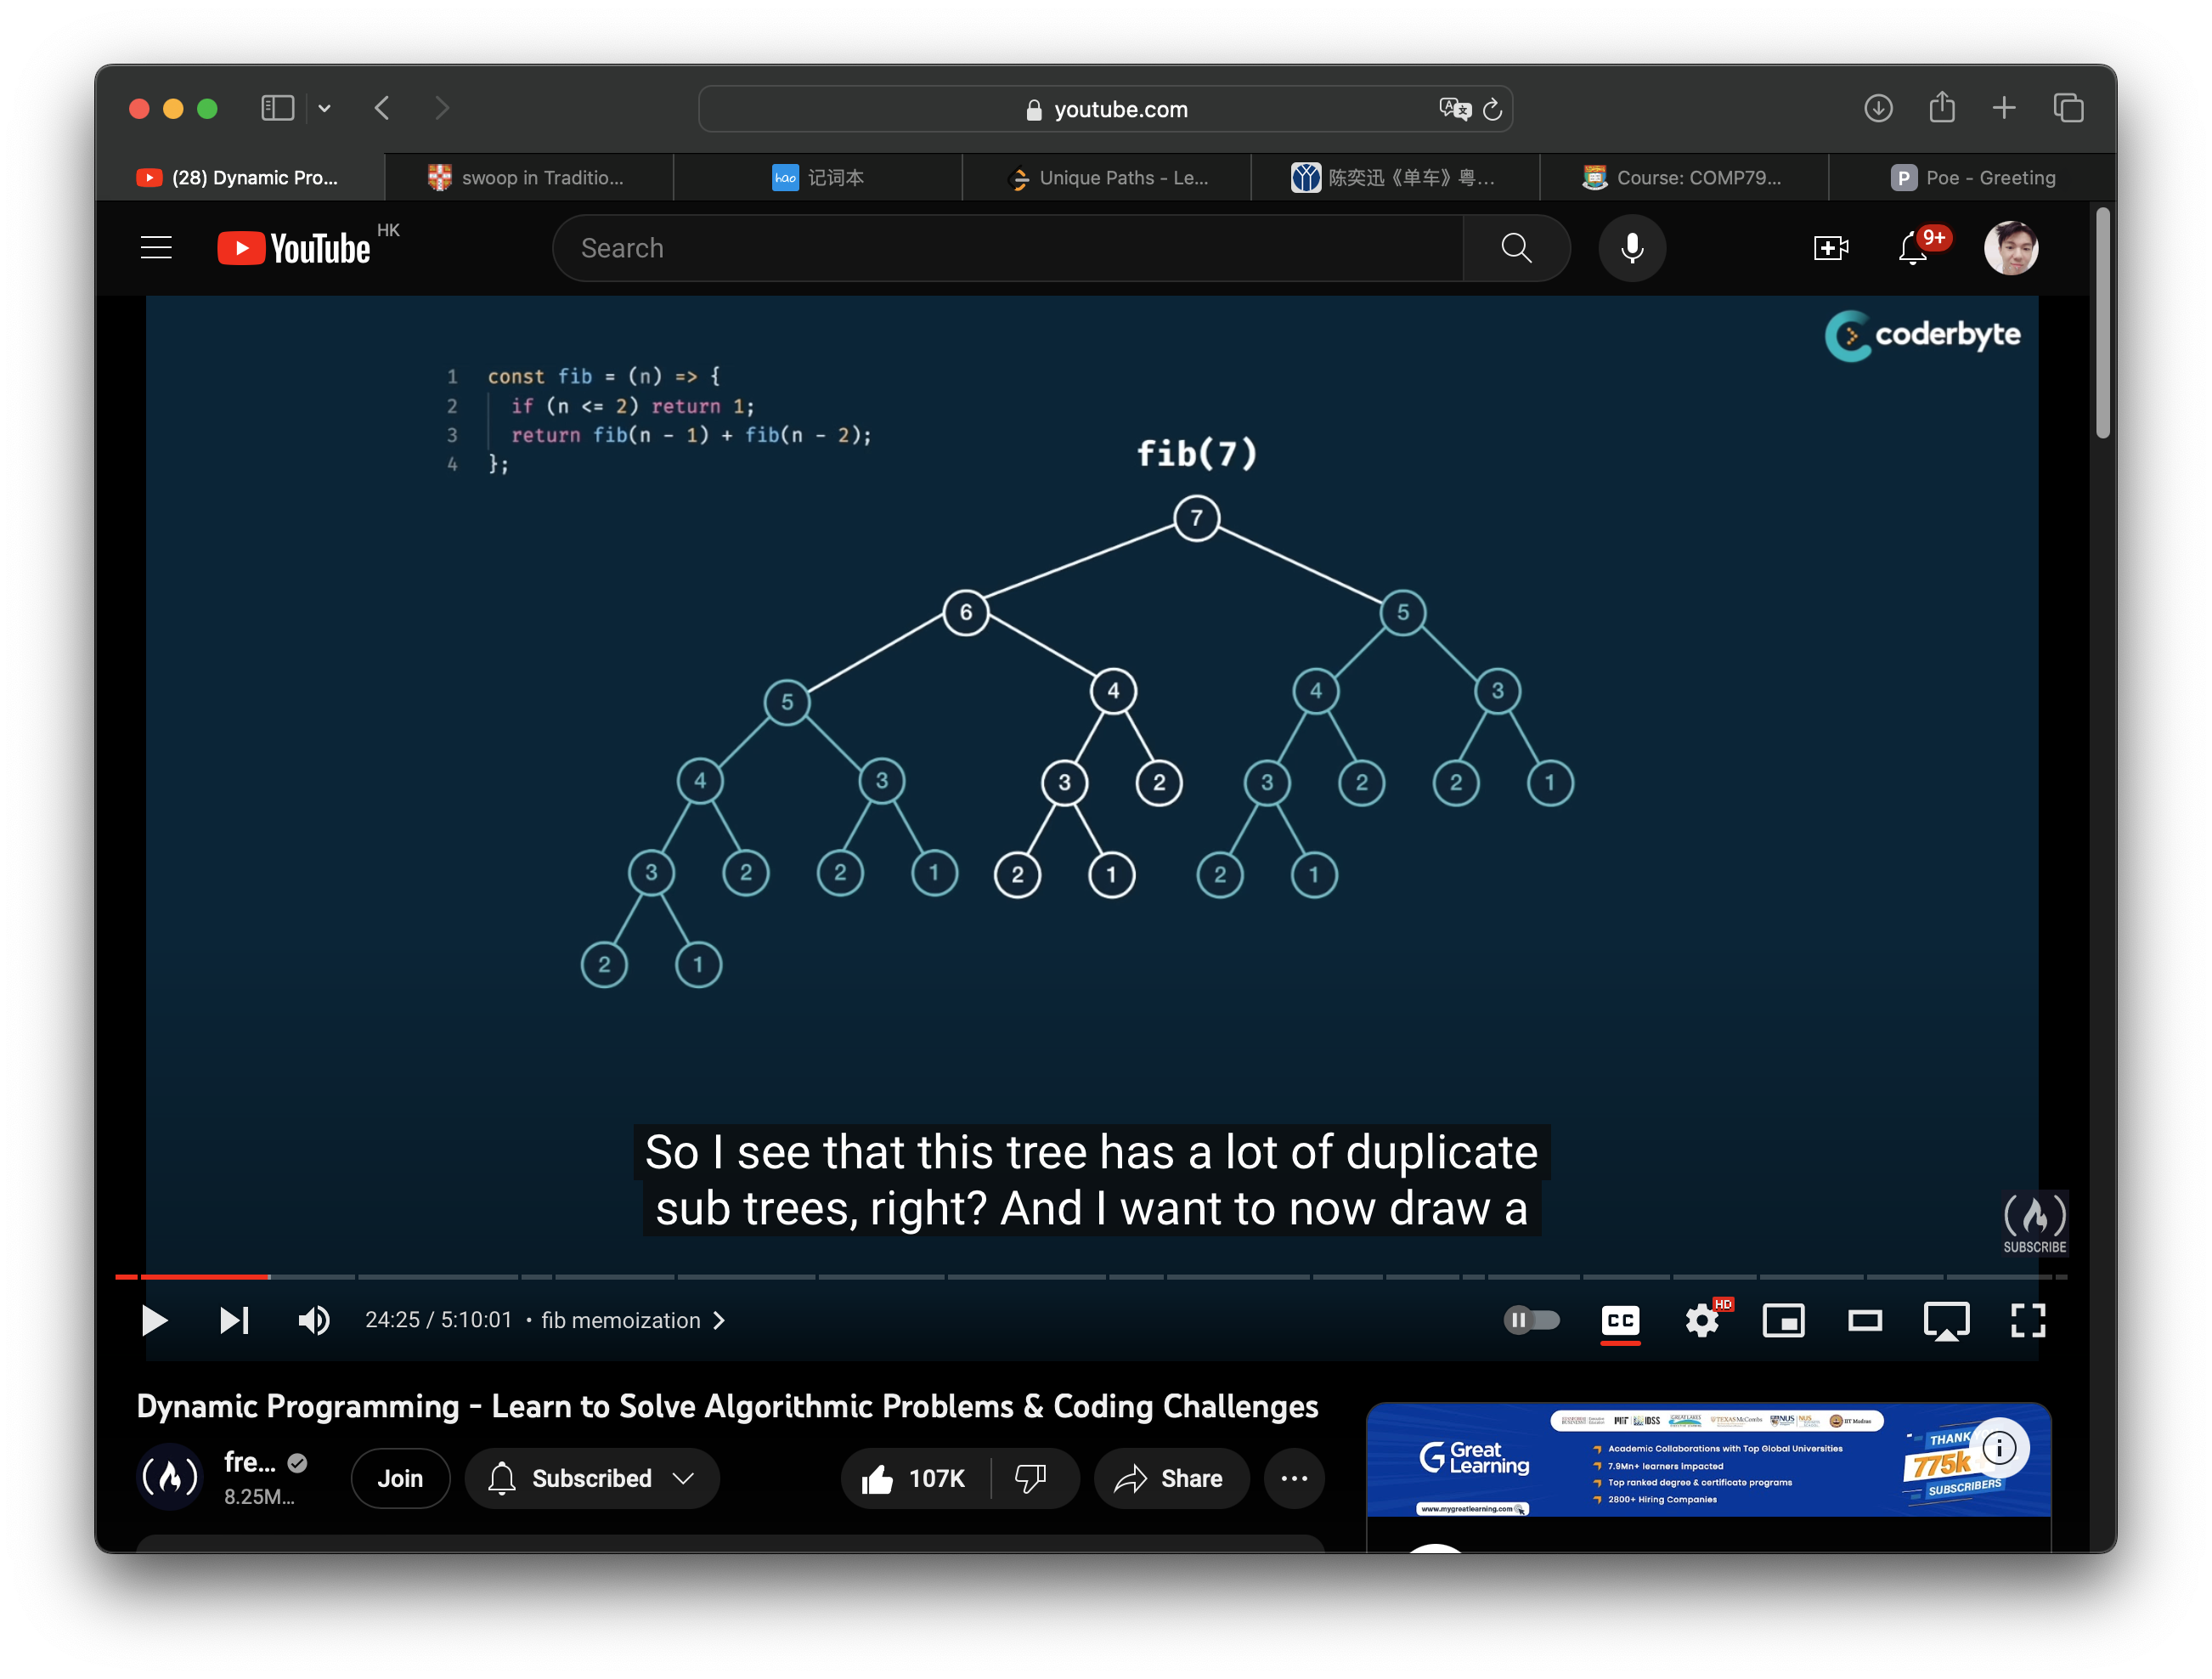 youtube.com
(28) Dynamic Pro...
swoop in Traditio...
hao 记词本
Unique Paths - Le...
陈奕迅《单车》粤...
Course: COMP79...
P Poe - Greeting
YouTube HK
Search
9+
coderbyte
1 const fib = (n) => {
2 if (n <= 2) return 1;
3 return fib(n - 1) + fib(n - 2);
4 };
fib(7)
7
6 5
5 4 4 3
4 3 3 2 3 2 2 1
3 2 2 1 2 1 2 1
2 1
So I see that this tree has a lot of duplicate
sub trees, right? And I want to now draw a
SUBSCRIBE
24:25 / 5:10:01 • fib memoization
CC
HD
Dynamic Programming - Learn to Solve Algorithmic Problems & Coding Challenges
fre...
8.25M...
Join
Subscribed
107K
Share
Great
Learning
www.mygreatlearning.com
Academic Collaborations with Top Global Universities
7.9Mn+ learners Impacted
Top ranked degree & certificate programs
2800+ Hiring Companies
775k
SUBSCRIBERS